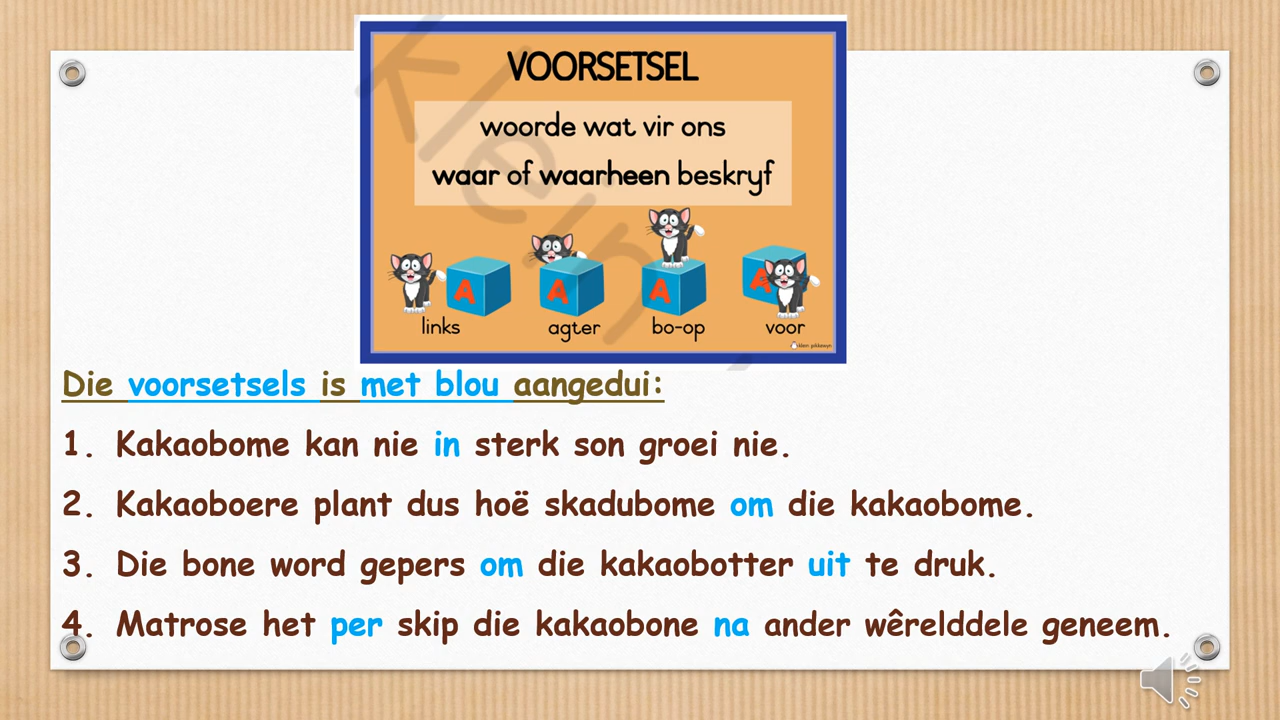 VOORSETSEL
woorde wat vir ons
waar of waarheen beskryf
A A A A
links agter bo-op voor
klein pikkewyn
Klein
Die voorsetsels is met blou aangedui:
1. Kakaobome kan nie in sterk son groei nie.
2. Kakaoboere plant dus hoë skadubome om die kakaobome.
3. Die bone word gepers om die kakaobotter uit te druk.
4. Matrose het per skip die kakaobone na ander wêrelddele geneem.